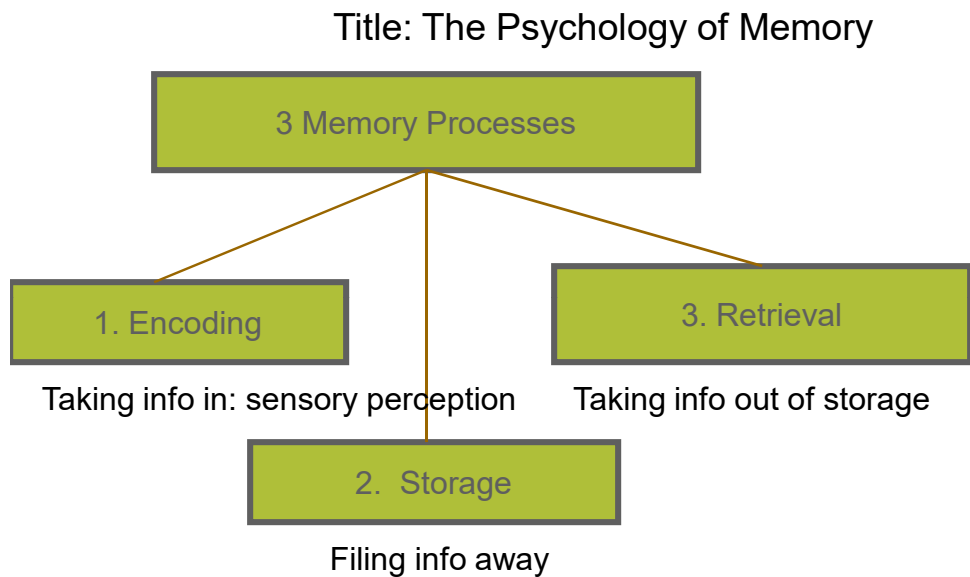 Title: The Psychology of Memory
3 Memory Processes
1. Encoding
Taking info in: sensory perception
2.  Storage
Filing info away
3. Retrieval
Taking info out of storage